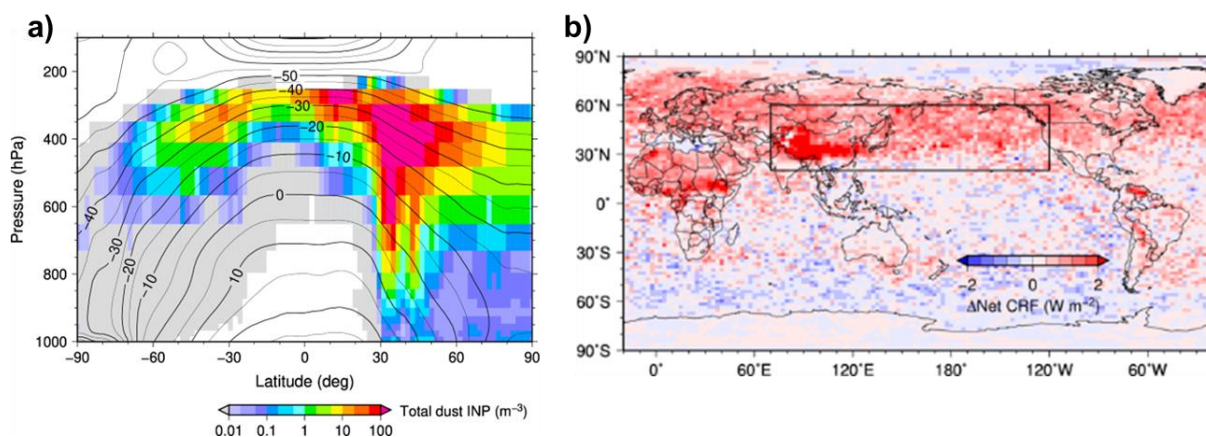 a)
200
400
600
800
1000
Pressure (hPa)
-50
-40
-30
-20
-10
0
10
-40
-30
-20
-10
−90
−60
−30
0
30
60
90
Latitude (deg)
Total dust INP (m⁻³)
0.01 0.1 1 10 100
b)
90˚N
60˚N
30˚N
0˚
30˚S
60˚S
90˚S
−2 0 2
ΔNet CRF (W m⁻²)
0˚ 60˚E 120˚E 180˚ 120˚W 60˚W